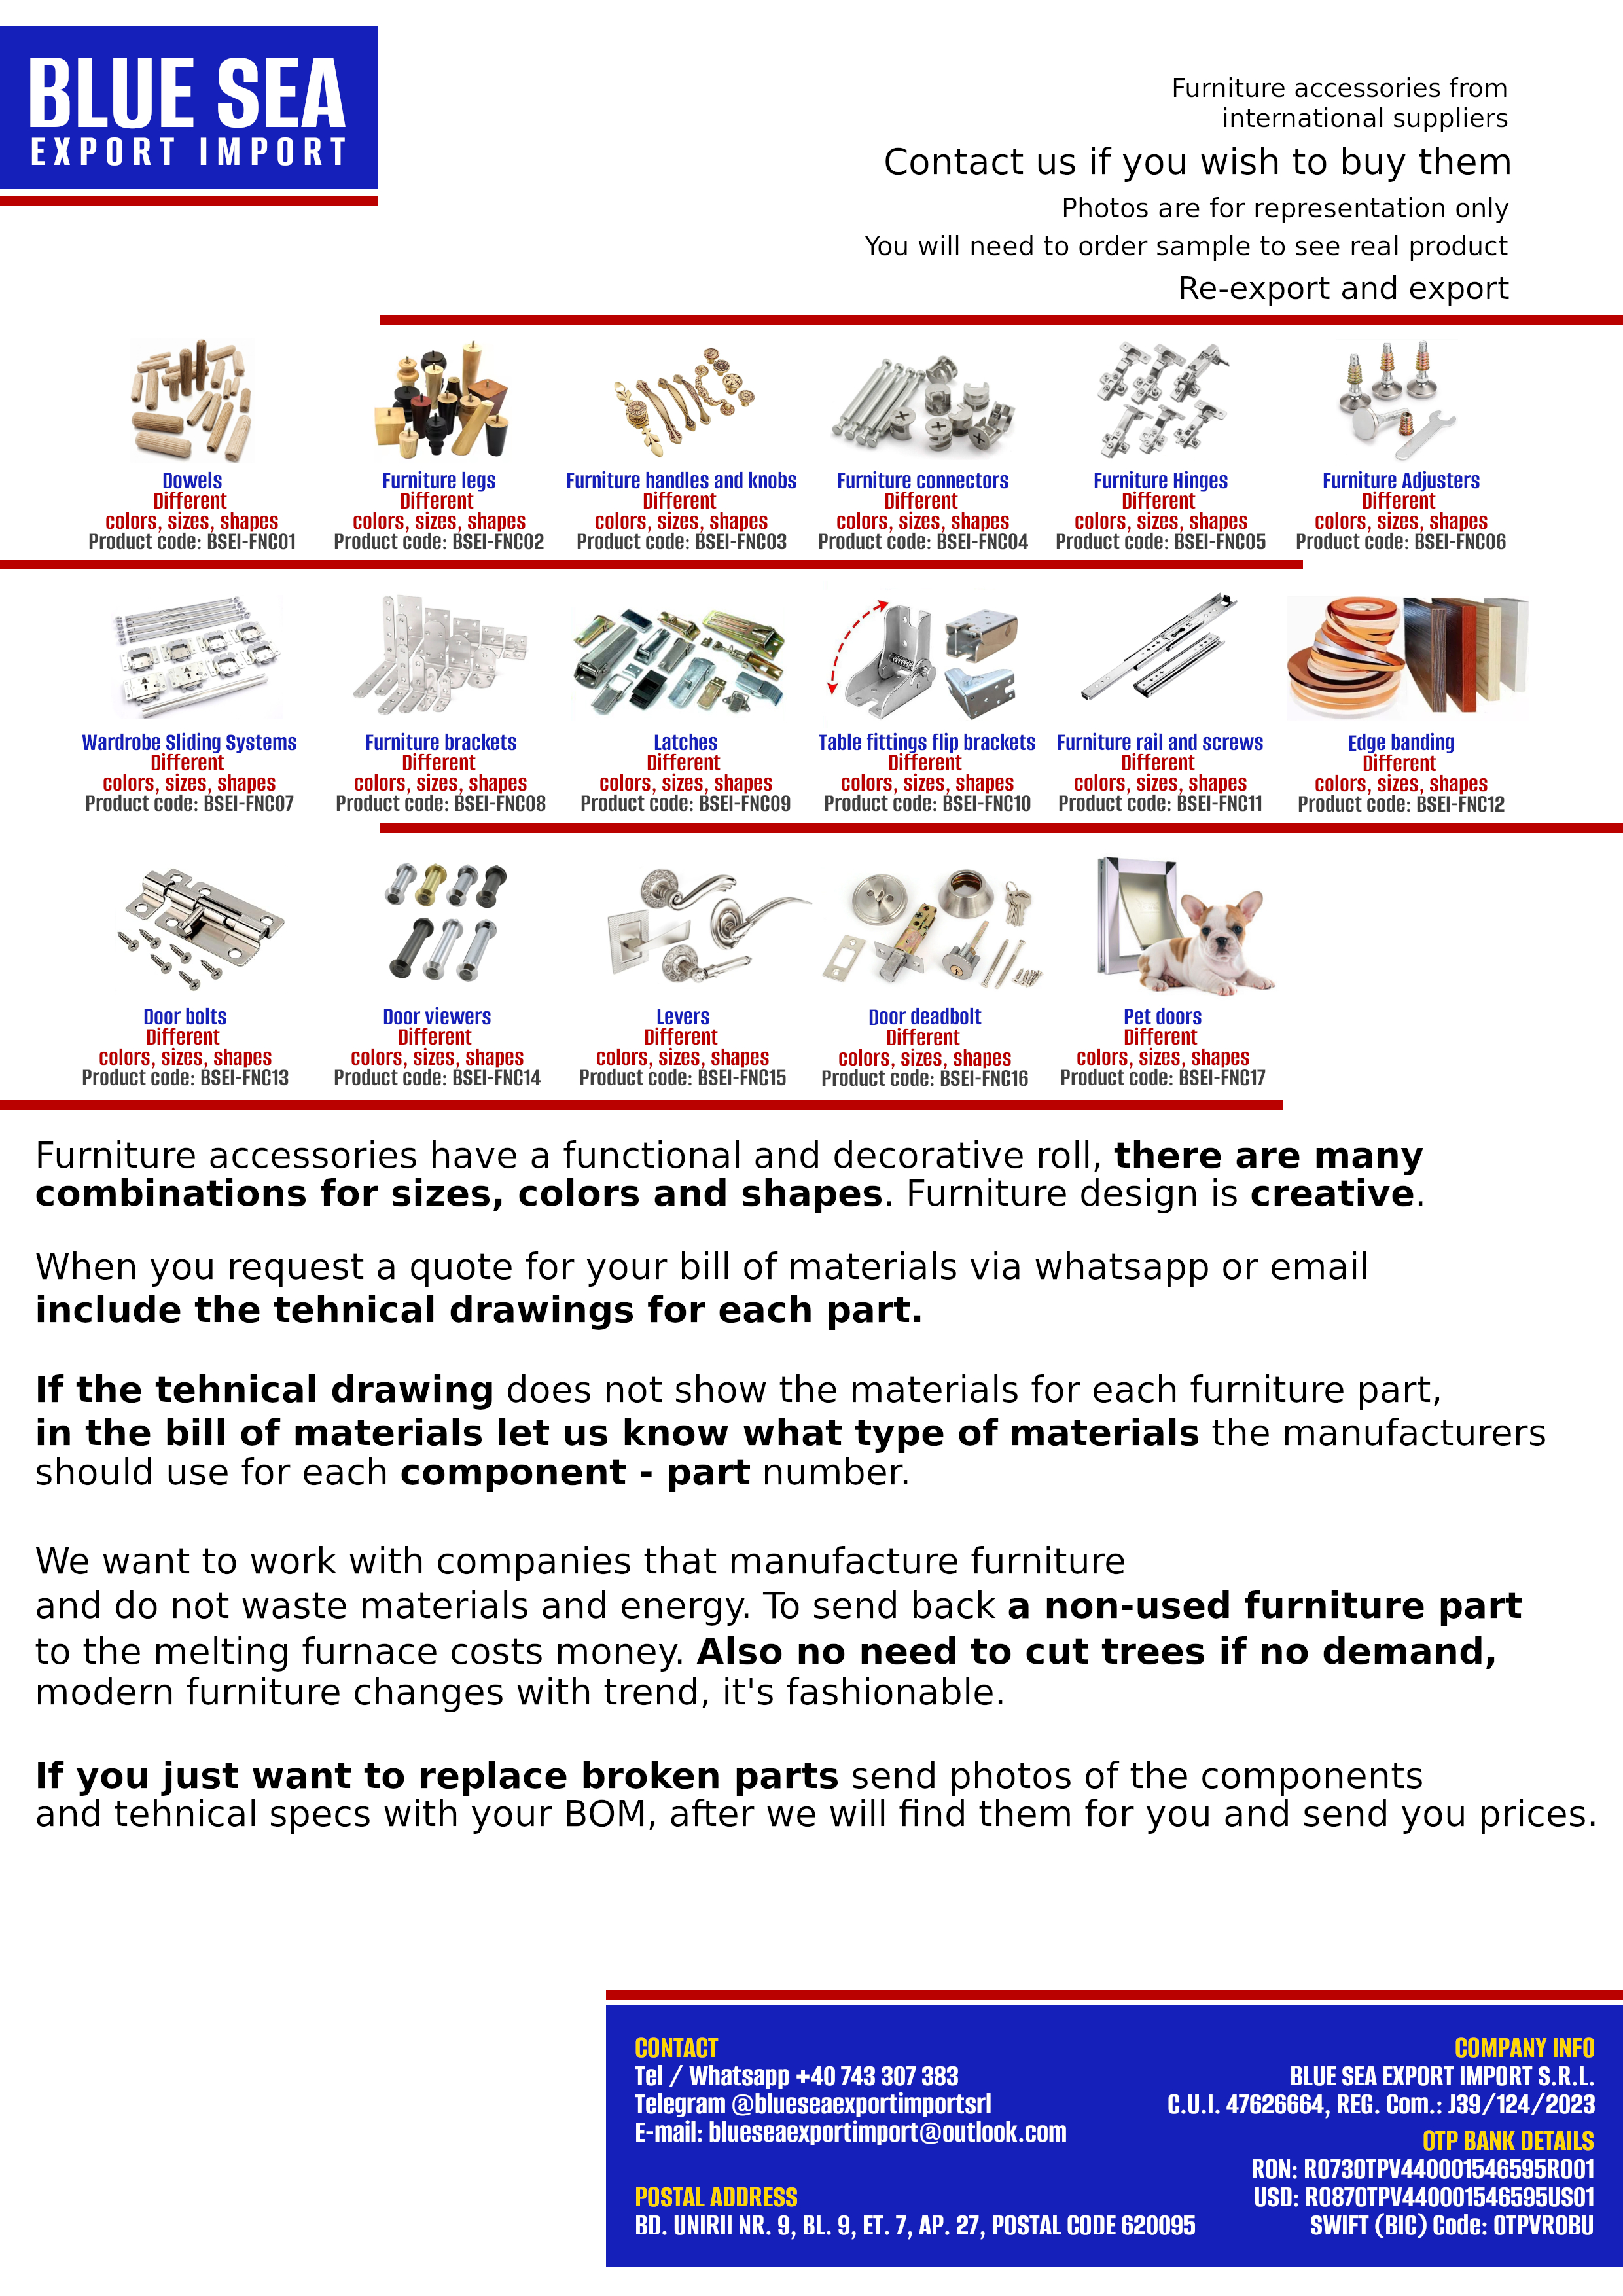 BLUE SEA
EXPORT IMPORT
Furniture accessories from
international suppliers
Contact us if you wish to buy them
Photos are for representation only
You will need to order sample to see real product
Re-export and export
Dowels
Different
colors, sizes, shapes
Product code: BSEI-FNC01
Furniture legs
Different
colors, sizes, shapes
Product code: BSEI-FNC02
Furniture handles and knobs
Different
colors, sizes, shapes
Product code: BSEI-FNC03
Furniture connectors
Different
colors, sizes, shapes
Product code: BSEI-FNC04
Furniture Hinges
Different
colors, sizes, shapes
Product code: BSEI-FNC05
Furniture Adjusters
Different
colors, sizes, shapes
Product code: BSEI-FNC06
Wardrobe Sliding Systems
Different
colors, sizes, shapes
Product code: BSEI-FNC07
Furniture brackets
Different
colors, sizes, shapes
Product code: BSEI-FNC08
Latches
Different
colors, sizes, shapes
Product code: BSEI-FNC09
Table fittings flip brackets
Different
colors, sizes, shapes
Product code: BSEI-FNC10
Furniture rail and screws
Different
colors, sizes, shapes
Product code: BSEI-FNC11
Edge banding
Different
colors, sizes, shapes
Product code: BSEI-FNC12
Door bolts
Different
colors, sizes, shapes
Product code: BSEI-FNC13
Door viewers
Different
colors, sizes, shapes
Product code: BSEI-FNC14
Levers
Different
colors, sizes, shapes
Product code: BSEI-FNC15
Door deadbolt
Different
colors, sizes, shapes
Product code: BSEI-FNC16
Pet doors
Different
colors, sizes, shapes
Product code: BSEI-FNC17
Furniture accessories have a functional and decorative roll, there are many
combinations for sizes, colors and shapes. Furniture design is creative.
When you request a quote for your bill of materials via whatsapp or email
include the tehnical drawings for each part.
If the tehnical drawing does not show the materials for each furniture part,
in the bill of materials let us know what type of materials the manufacturers
should use for each component - part number.
We want to work with companies that manufacture furniture
and do not waste materials and energy. To send back a non-used furniture part
to the melting furnace costs money. Also no need to cut trees if no demand,
modern furniture changes with trend, it's fashionable.
If you just want to replace broken parts send photos of the components
and tehnical specs with your BOM, after we will find them for you and send you prices.
CONTACT
Tel / Whatsapp +40 743 307 383
Telegram @blueseaexportimportsrl
E-mail: blueseaexportimport@outlook.com
POSTAL ADDRESS
BD. UNIRII NR. 9, BL. 9, ET. 7, AP. 27, POSTAL CODE 620095
COMPANY INFO
BLUE SEA EXPORT IMPORT S.R.L.
C.U.I. 47626664, REG. Com.: J39/124/2023
OTP BANK DETAILS
RON: RO73OTPV440001546595RO01
USD: RO87OTPV440001546595US01
SWIFT (BIC) Code: OTPVROBU